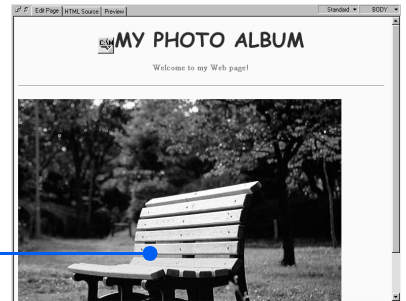 Edit Page HTML Source Preview Standard BODY
MY PHOTO ALBUM
Welcome to my Web page!